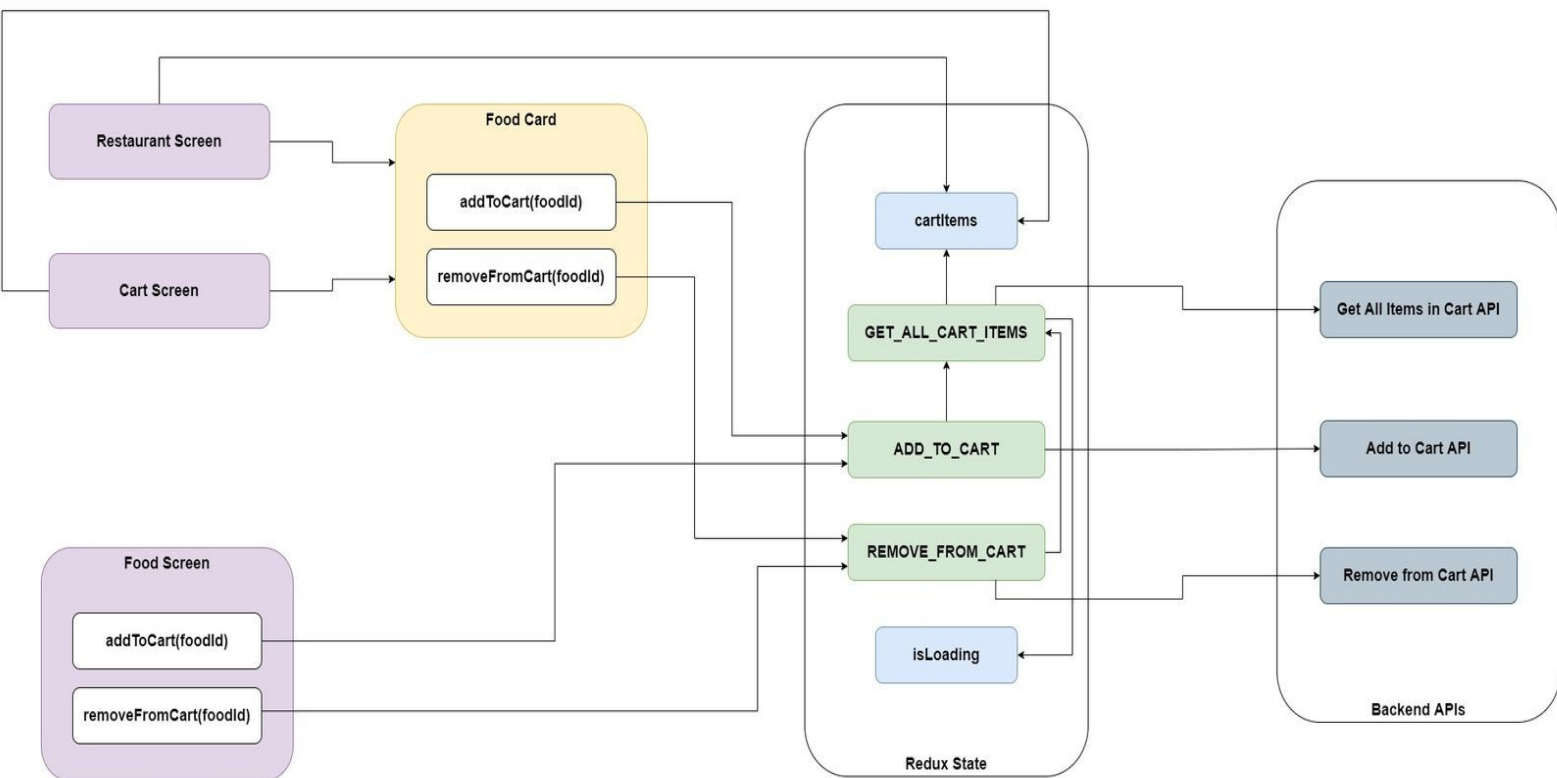 Restaurant Screen
Cart Screen
Food Card
addToCart(foodId)
removeFromCart(foodId)
Food Screen
addToCart(foodId)
removeFromCart(foodId)
cartItems
GET_ALL_CART_ITEMS
ADD_TO_CART
REMOVE_FROM_CART
isLoading
Redux State
Get All Items in Cart API
Add to Cart API
Remove from Cart API
Backend APIs